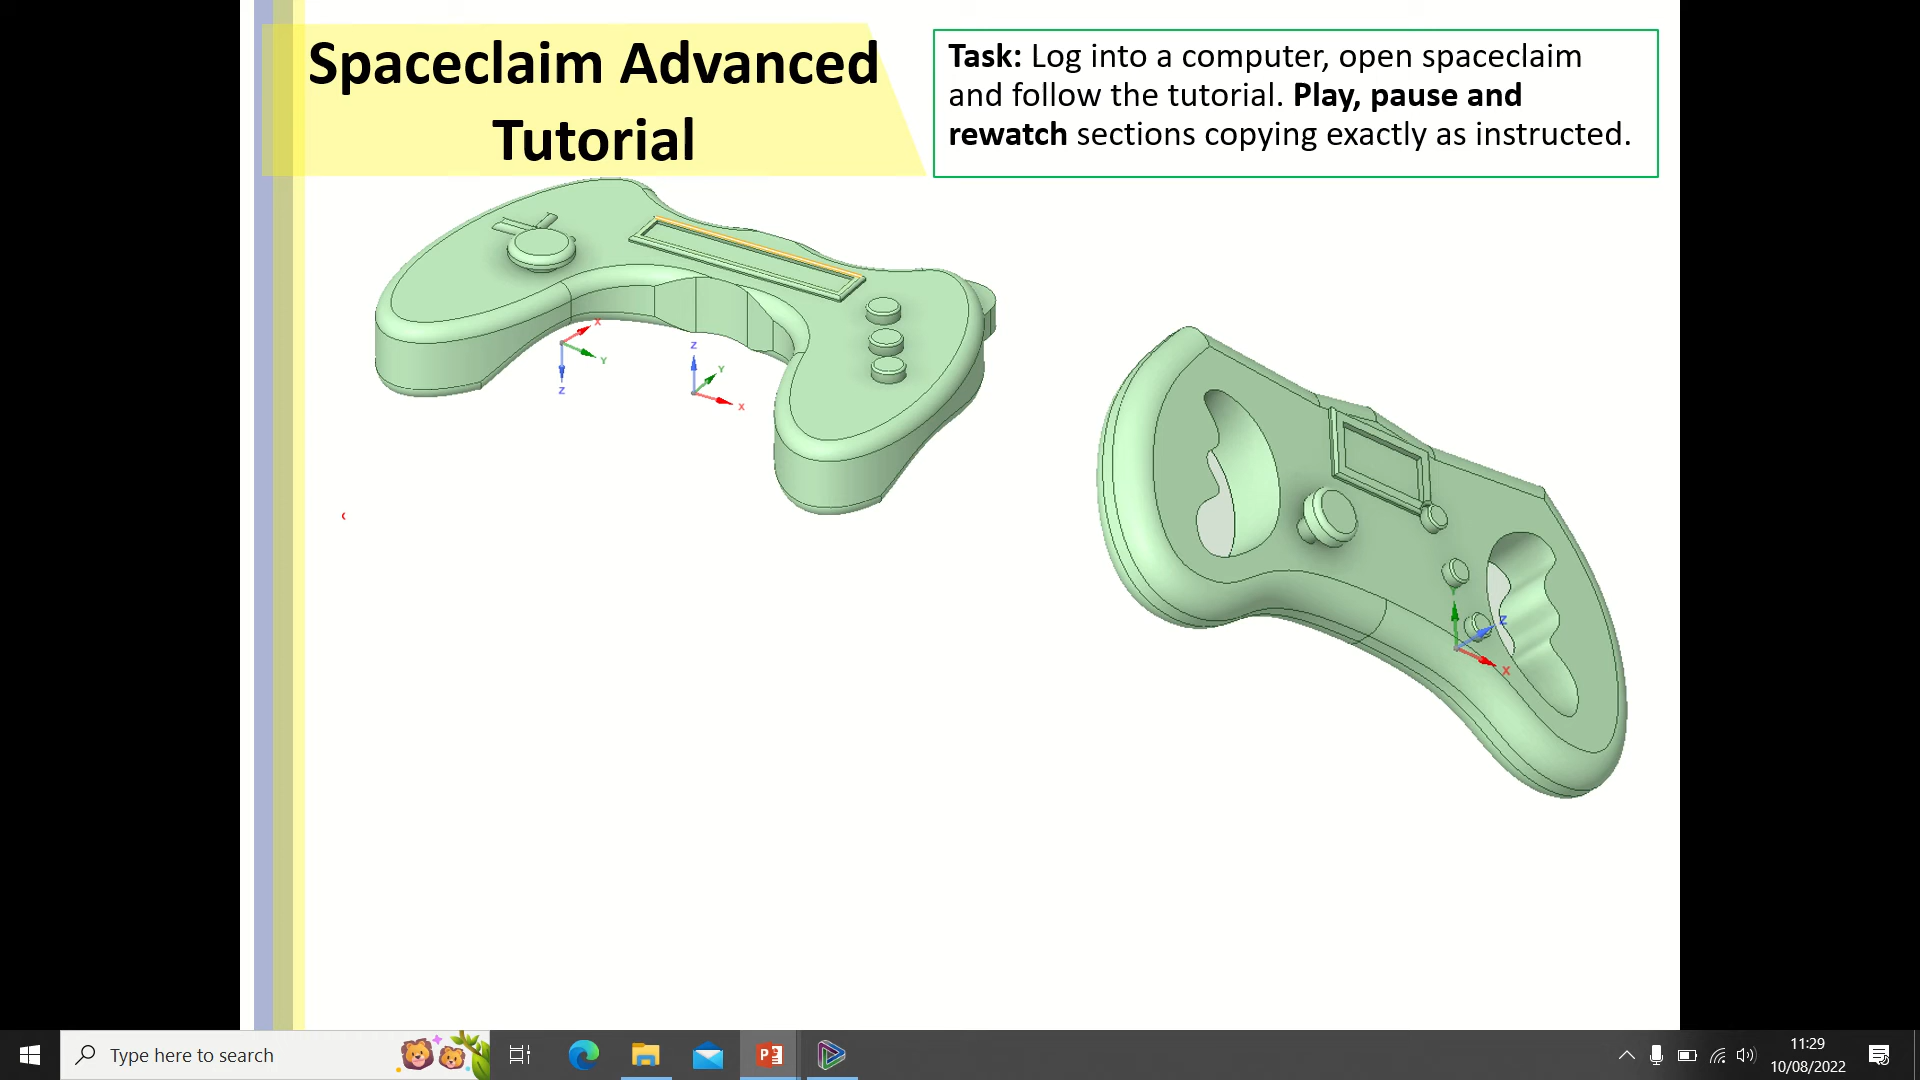 Spaceclaim Advanced
Tutorial
Task: Log into a computer, open spaceclaim
and follow the tutorial. Play, pause and
rewatch sections copying exactly as instructed.
X
Y
Z
Z
Y
X
Y
Z
X
Type here to search
11:29
10/08/2022